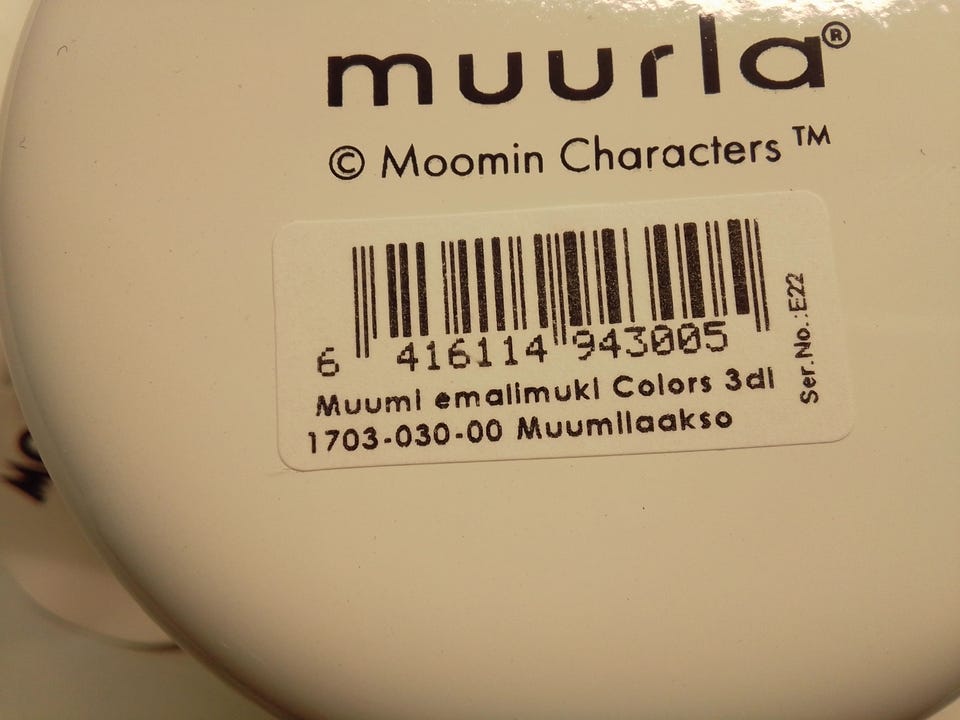 muurla®
© Moomin Characters ™
6 416114 943005
Muumi emalimuki Colors 3dl
1703-030-00 Muumilaakso
Ser.No.:E22